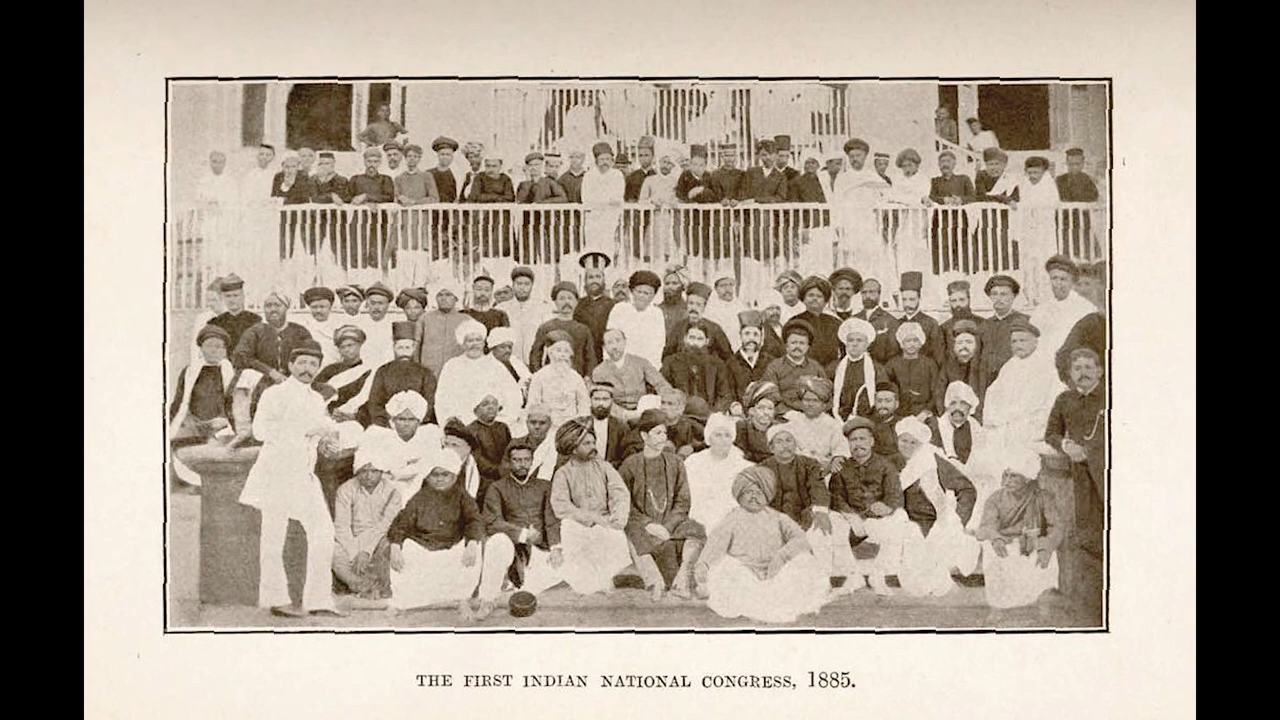 THE FIRST INDIAN NATIONAL CONGRESS, 1885.